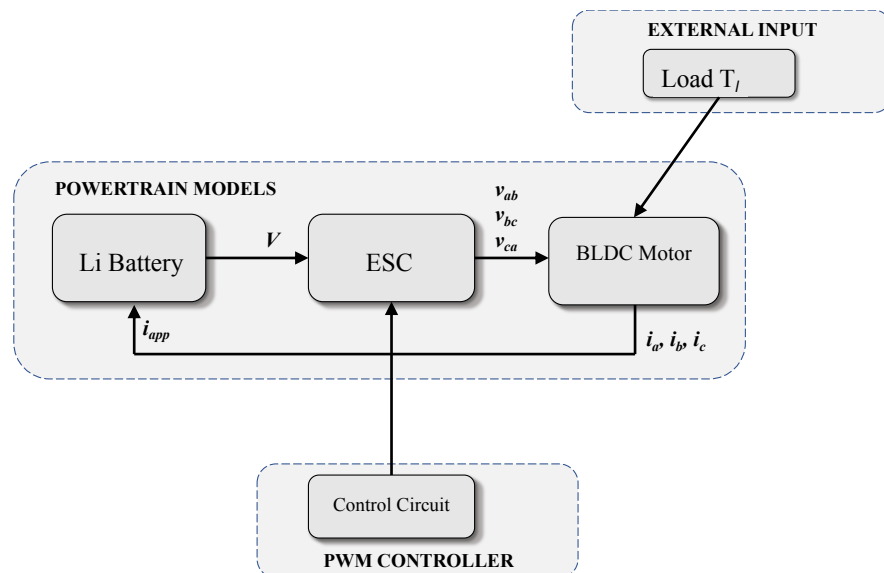 EXTERNAL INPUT
Load T_l
POWERTRAIN MODELS
v_ab
v_bc
v_ca
Li Battery
V
ESC
BLDC Motor
i_app
i_a, i_b, i_c
Control Circuit
PWM CONTROLLER